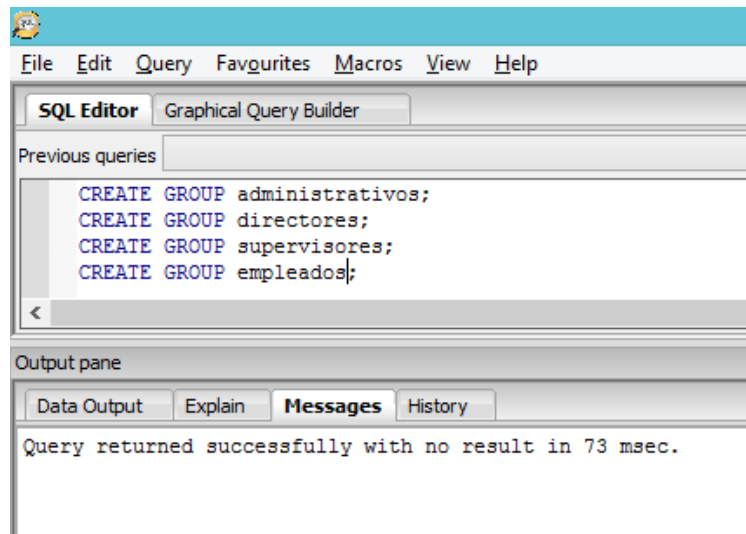 File Edit Query Favourites Macros View Help
SQL Editor Graphical Query Builder
Previous queries
CREATE GROUP administrativos;
CREATE GROUP directores;
CREATE GROUP supervisores;
CREATE GROUP empleados;
Output pane
Data Output Explain Messages History
Query returned successfully with no result in 73 msec.